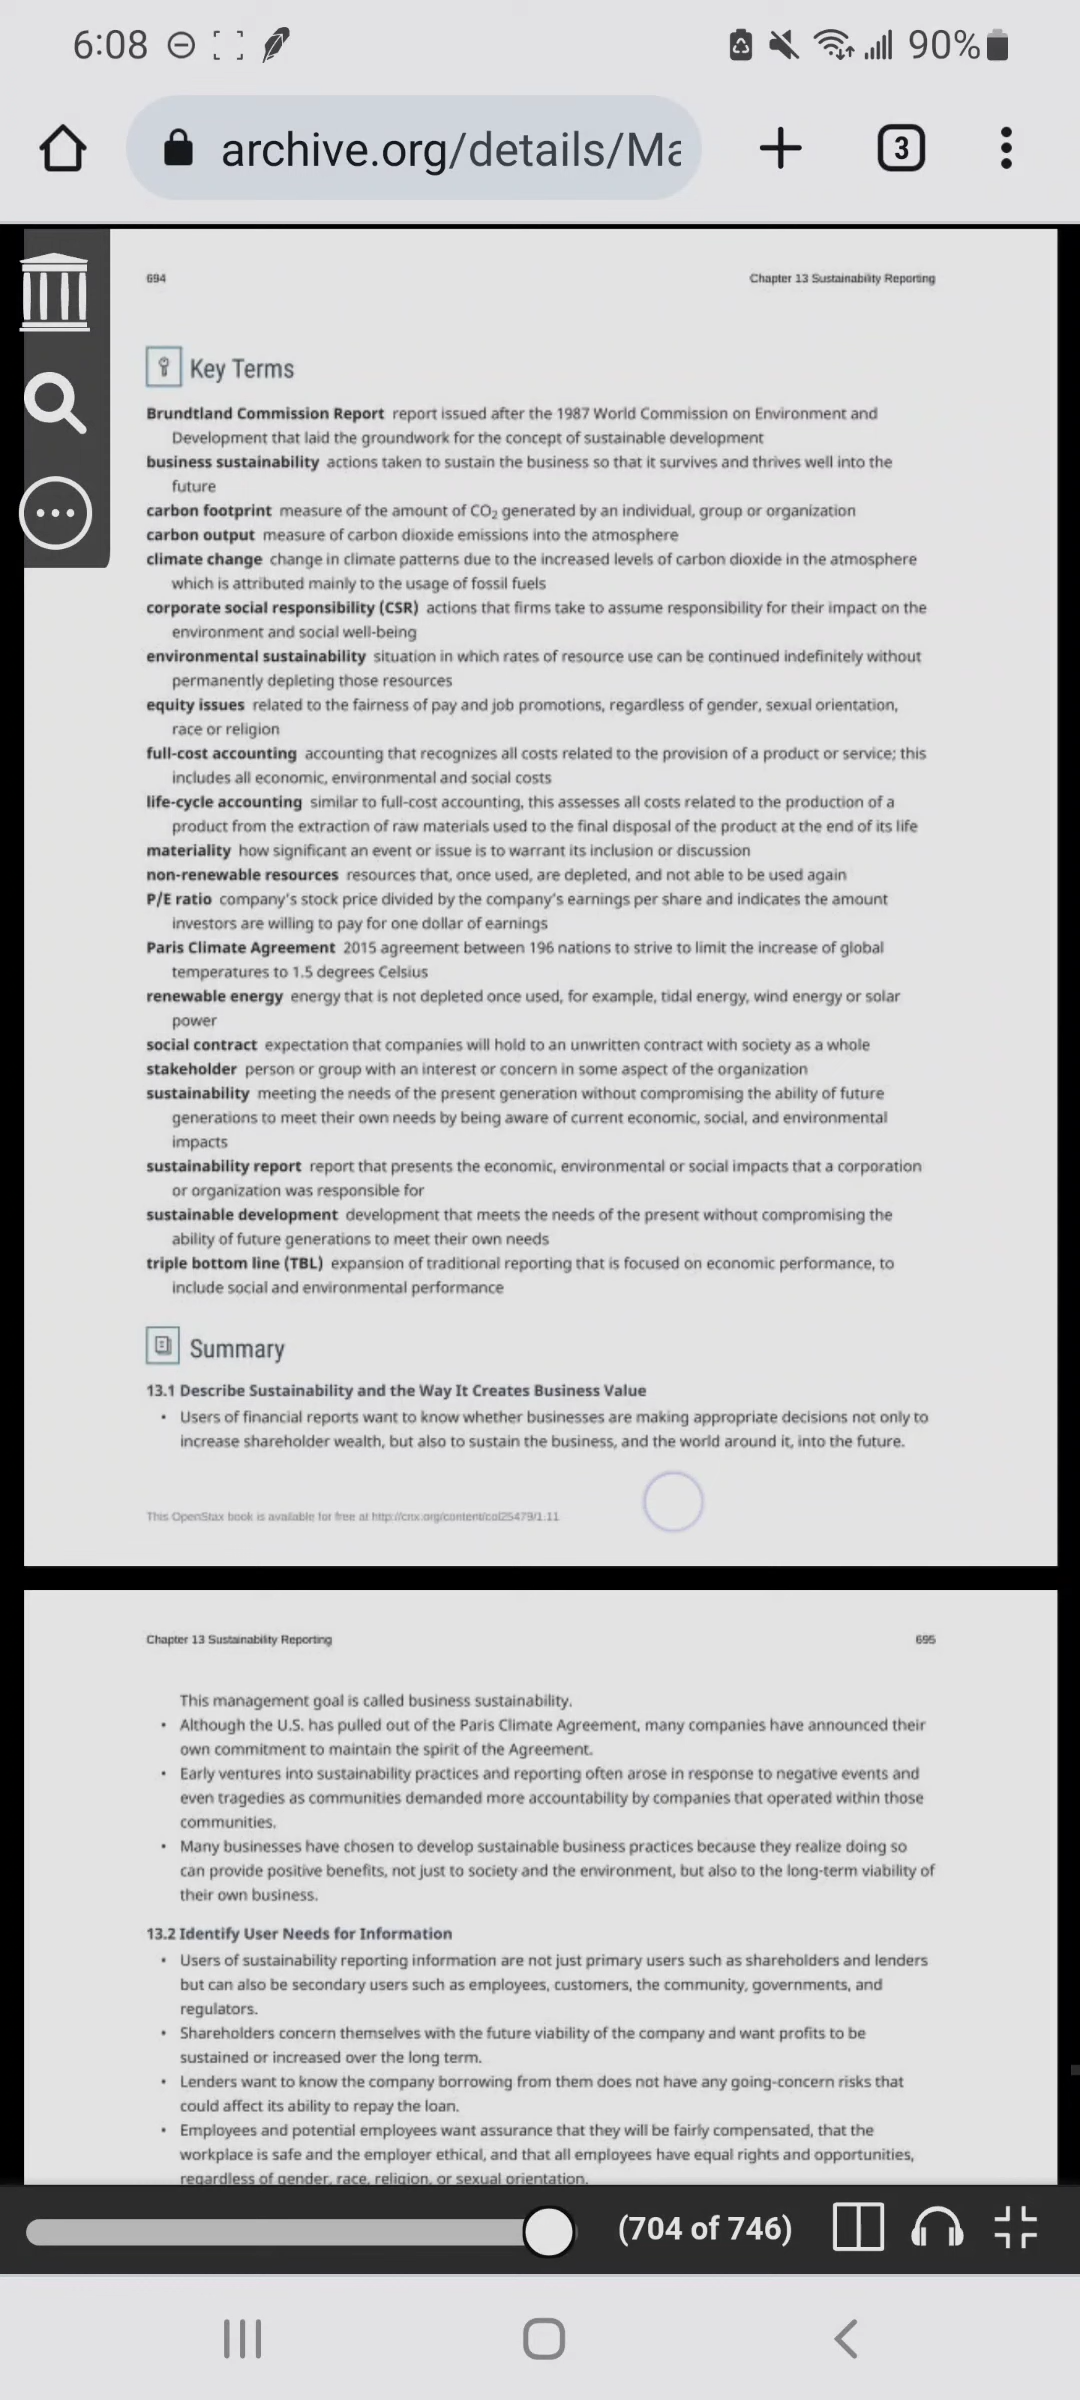 6:08
90%
archive.org/details/Ma
3
694
Chapter 13 Sustainability Reporting
Key Terms
Brundtland Commission Report report issued after the 1987 World Commission on Environment and
Development that laid the groundwork for the concept of sustainable development
business sustainability actions taken to sustain the business so that it survives and thrives well into the
future
carbon footprint measure of the amount of CO₂ generated by an individual, group or organization
carbon output measure of carbon dioxide emissions into the atmosphere
climate change change in climate patterns due to the increased levels of carbon dioxide in the atmosphere
which is attributed mainly to the usage of fossil fuels
corporate social responsibility (CSR) actions that firms take to assume responsibility for their impact on the
environment and social well-being
environmental sustainability situation in which rates of resource use can be continued indefinitely without
permanently depleting those resources
equity issues related to the fairness of pay and job promotions, regardless of gender, sexual orientation,
race or religion
full-cost accounting accounting that recognizes all costs related to the provision of a product or service; this
includes all economic, environmental and social costs
life-cycle accounting similar to full-cost accounting, this assesses all costs related to the production of a
product from the extraction of raw materials used to the final disposal of the product at the end of its life
materiality how significant an event or issue is to warrant its inclusion or discussion
non-renewable resources resources that, once used, are depleted, and not able to be used again
P/E ratio company's stock price divided by the company's earnings per share and indicates the amount
investors are willing to pay for one dollar of earnings
Paris Climate Agreement 2015 agreement between 196 nations to strive to limit the increase of global
temperatures to 1.5 degrees Celsius
renewable energy energy that is not depleted once used, for example, tidal energy, wind energy or solar
power
social contract expectation that companies will hold to an unwritten contract with society as a whole
stakeholder person or group with an interest or concern in some aspect of the organization
sustainability meeting the needs of the present generation without compromising the ability of future
generations to meet their own needs by being aware of current economic, social, and environmental
impacts
sustainability report report that presents the economic, environmental or social impacts that a corporation
or organization was responsible for
sustainable development development that meets the needs of the present without compromising the
ability of future generations to meet their own needs
triple bottom line (TBL) expansion of traditional reporting that is focused on economic performance, to
include social and environmental performance
Summary
13.1 Describe Sustainability and the Way It Creates Business Value
• Users of financial reports want to know whether businesses are making appropriate decisions not only to
increase shareholder wealth, but also to sustain the business, and the world around it, into the future.
This OpenStax book is available for free at http://cnx.org/content/col25479/1.11
Chapter 13 Sustainability Reporting
695
This management goal is called business sustainability.
• Although the U.S. has pulled out of the Paris Climate Agreement, many companies have announced their
own commitment to maintain the spirit of the Agreement.
• Early ventures into sustainability practices and reporting often arose in response to negative events and
even tragedies as communities demanded more accountability by companies that operated within those
communities.
• Many businesses have chosen to develop sustainable business practices because they realize doing so
can provide positive benefits, not just to society and the environment, but also to the long-term viability of
their own business.
13.2 Identify User Needs for Information
• Users of sustainability reporting information are not just primary users such as shareholders and lenders
but can also be secondary users such as employees, customers, the community, governments, and
regulators.
• Shareholders concern themselves with the future viability of the company and want profits to be
sustained or increased over the long term.
• Lenders want to know the company borrowing from them does not have any going-concern risks that
could affect its ability to repay the loan.
• Employees and potential employees want assurance that they will be fairly compensated, that the
workplace is safe and the employer ethical, and that all employees have equal rights and opportunities,
regardless of gender, race, religion, or sexual orientation.
(704 of 746)